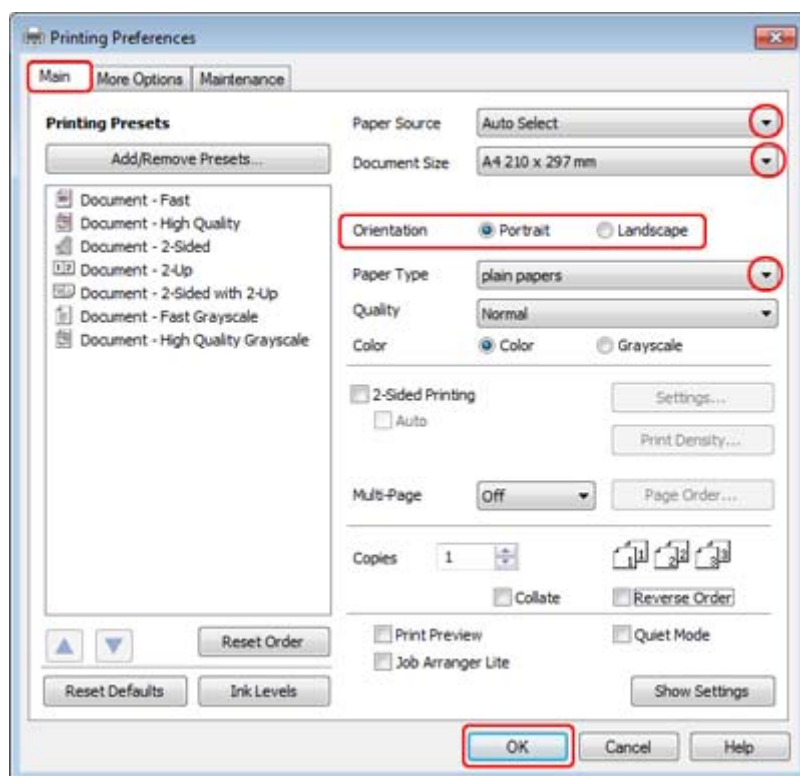 Printing Preferences
Main More Options Maintenance
Printing Presets
Add/Remove Presets...
Document - Fast
Document - High Quality
Document - 2-Sided
Document - 2-Up
Document - 2-Sided with 2-Up
Document - Fast Grayscale
Document - High Quality Grayscale
Reset Order
Reset Defaults Ink Levels
Paper Source Auto Select
Document Size A4 210 x 297 mm
Orientation Portrait Landscape
Paper Type plain papers
Quality Normal
Color Color Grayscale
2-Sided Printing Settings...
Auto
Print Density...
Multi-Page Off Page Order...
Copies 1
Collate Reverse Order
Print Preview Quiet Mode
Job Arranger Lite
Show Settings
OK Cancel Help